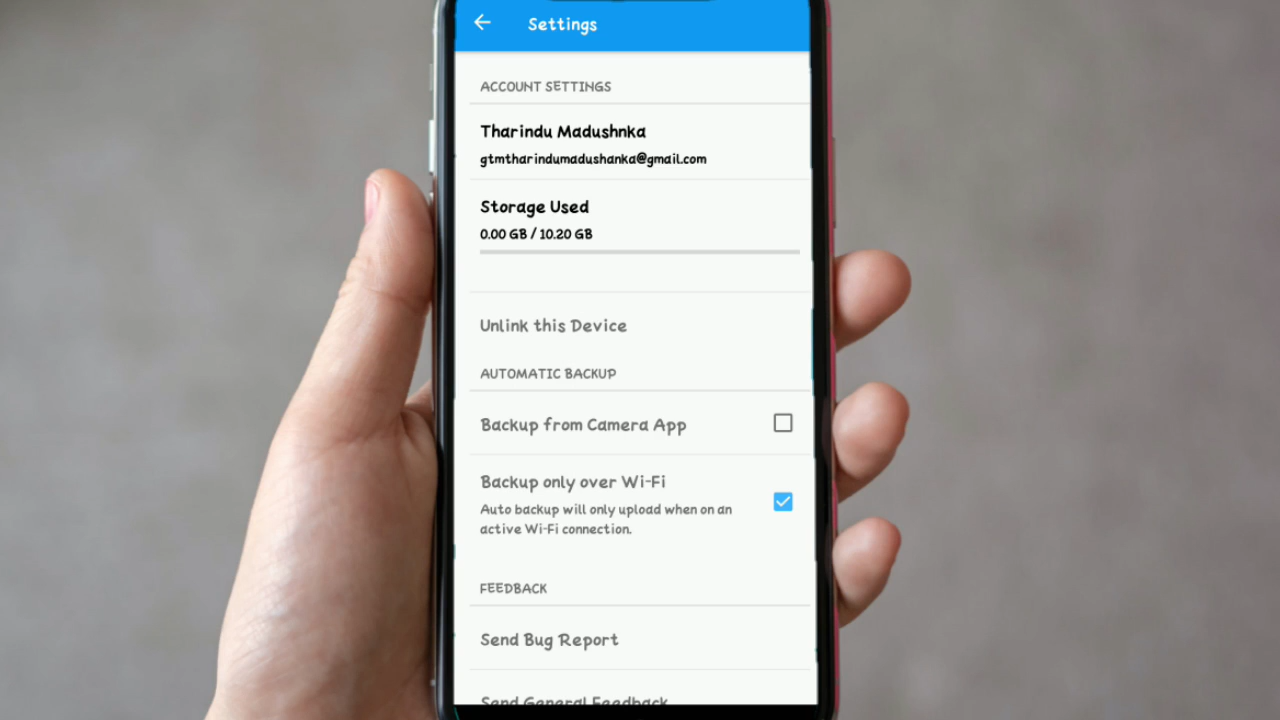 Settings
ACCOUNT SETTINGS
Tharindu Madushnka
gtmtharindumadushanka@gmail.com
Storage Used
0.00 GB / 10.20 GB
Unlink this Device
AUTOMATIC BACKUP
Backup from Camera App
Backup only over Wi-Fi
Auto backup will only upload when on an
active Wi-Fi connection.
FEEDBACK
Send Bug Report
Send General Feedback